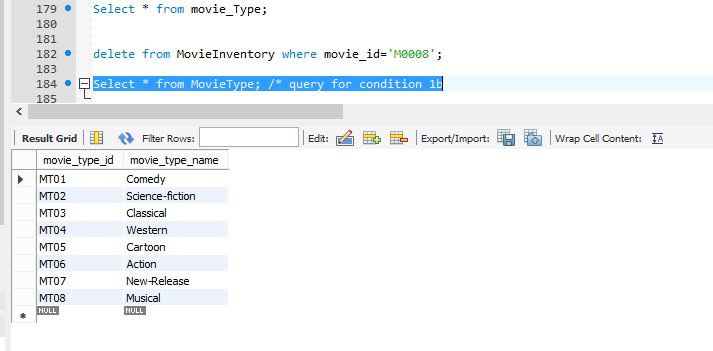 179 Select * from movie_Type;
180
181
182 delete from MovieInventory where movie_id='M0008';
183
184 Select * from MovieType; /* query for condition 1b
185
Result Grid Filter Rows: Edit: Export/Import: Wrap Cell Content:
movie_type_id movie_type_name
MT01 Comedy
MT02 Science-fiction
MT03 Classical
MT04 Western
MT05 Cartoon
MT06 Action
MT07 New-Release
MT08 Musical
NULL NULL